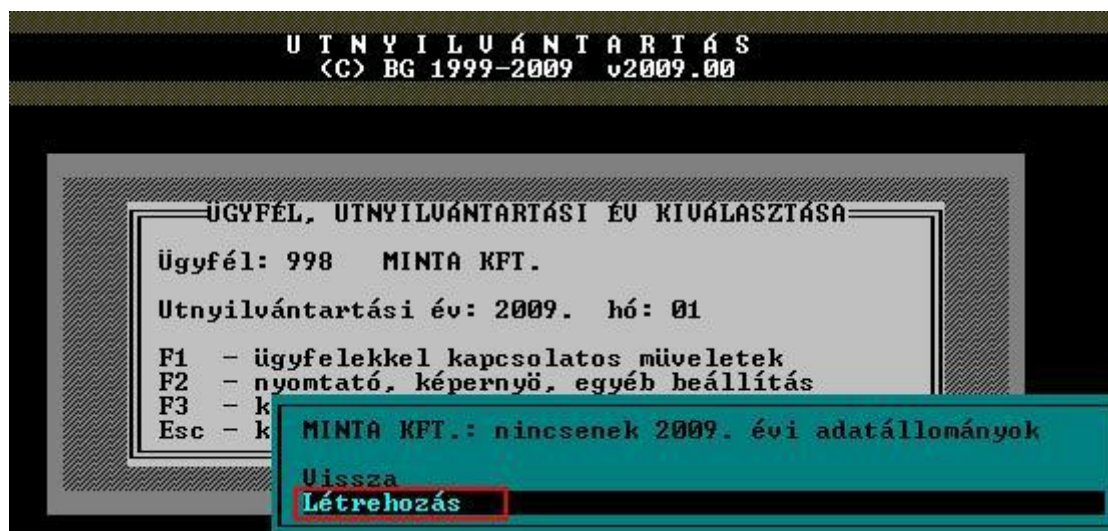 UTNYILVÁNTARTÁS
(C) BG 1999-2009 v2009.00
ÜGYFÉL, UTNYILVÁNTARTÁSI ÉV KIVÁLASZTÁSA
Ügyfél: 998 MINTA KFT.
Utnyilvántartási év: 2009. hó: 01
F1 - ügyfelekkel kapcsolatos müveletek
F2 - nyomtató, képernyö, egyéb beállítás
F3 - k
Esc - k
MINTA KFT.: nincsenek 2009. évi adatállományok
Vissza
Létrehozás